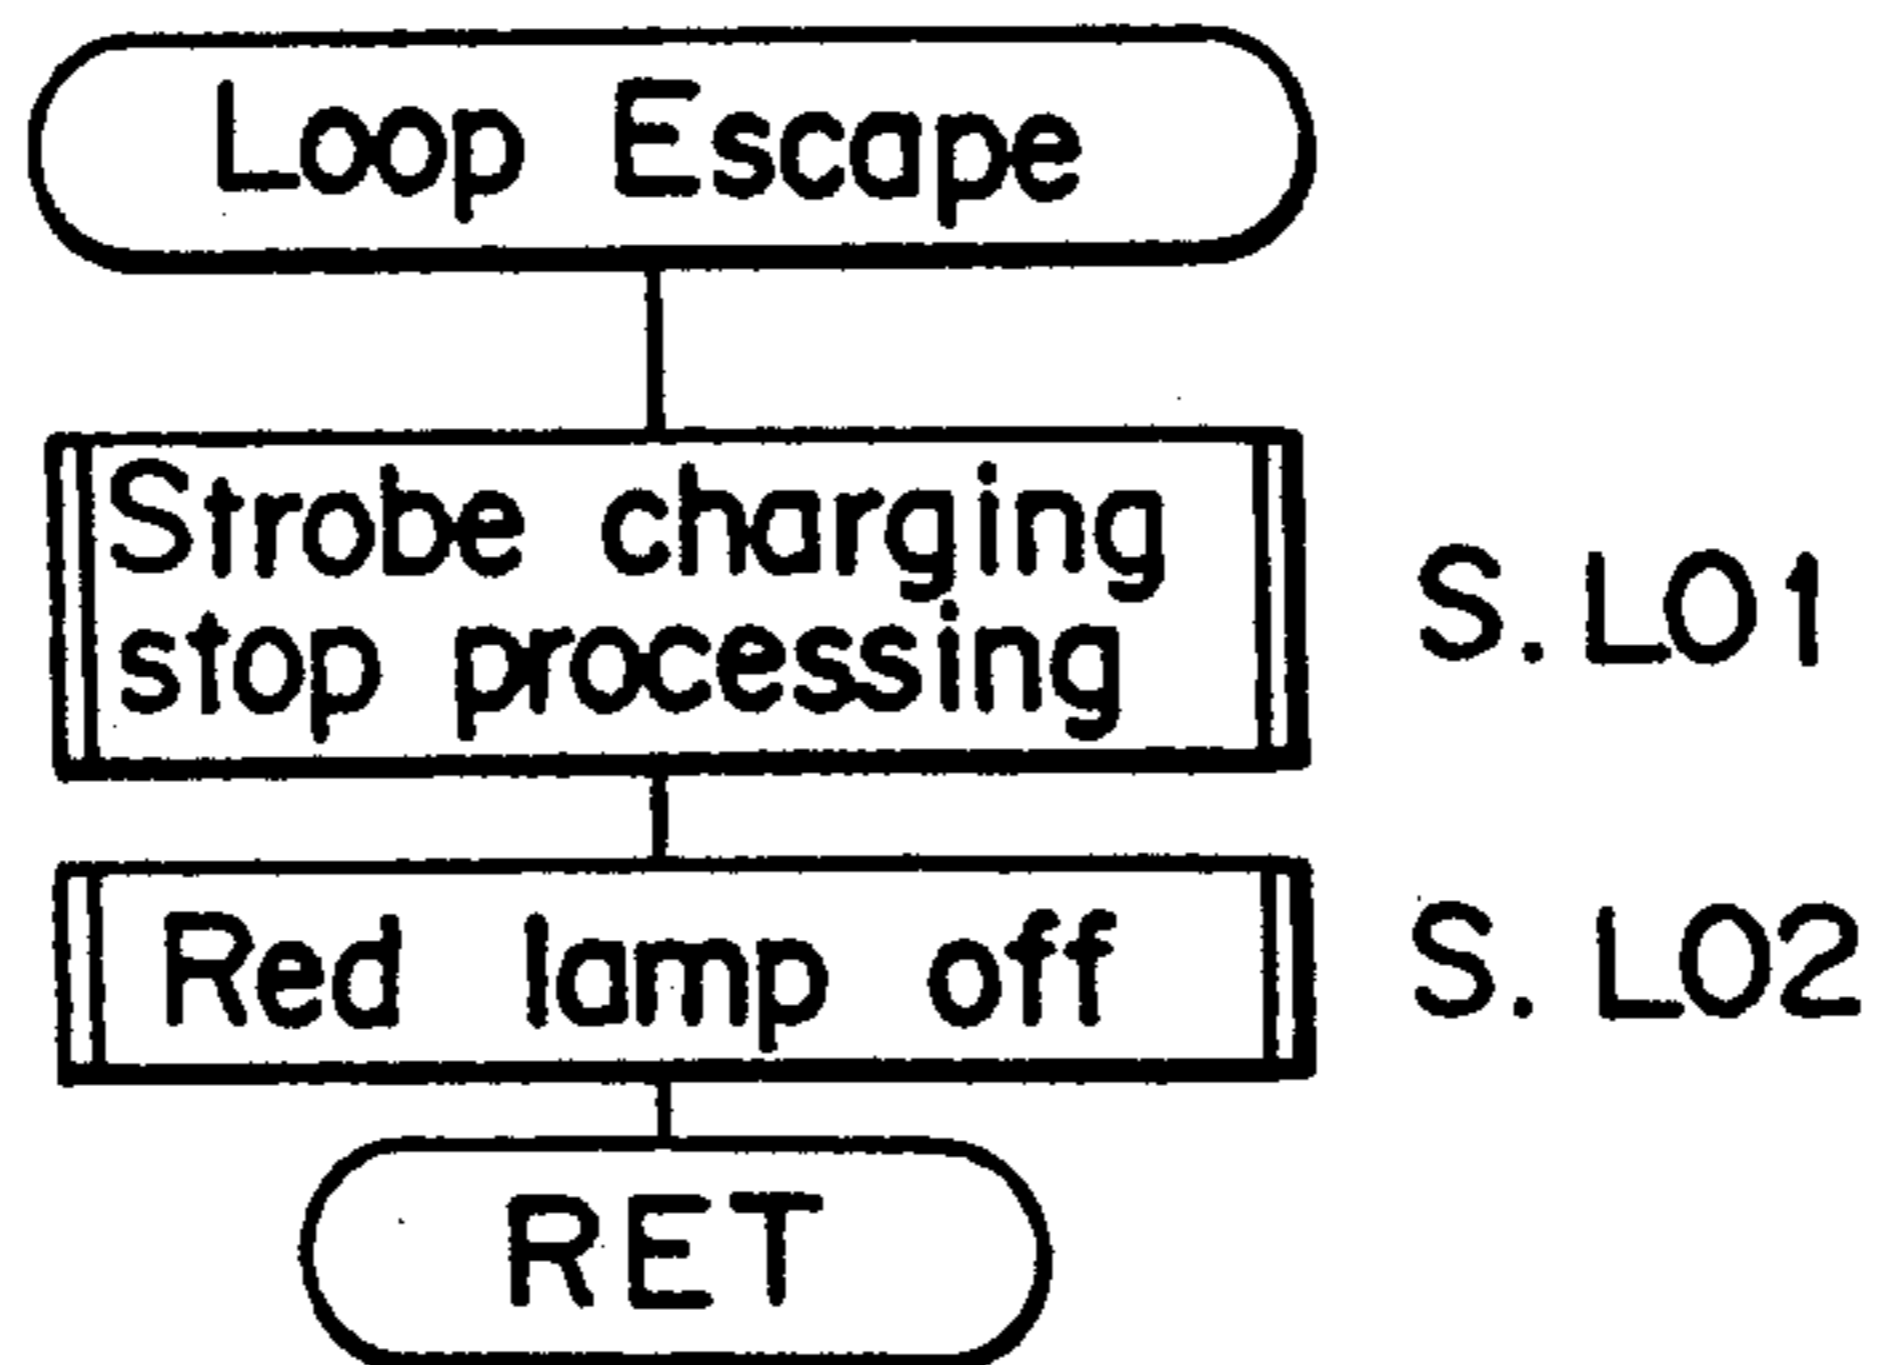 Loop Escape
Strobe charging
stop processing
S. L01
Red lamp off
S. L02
RET